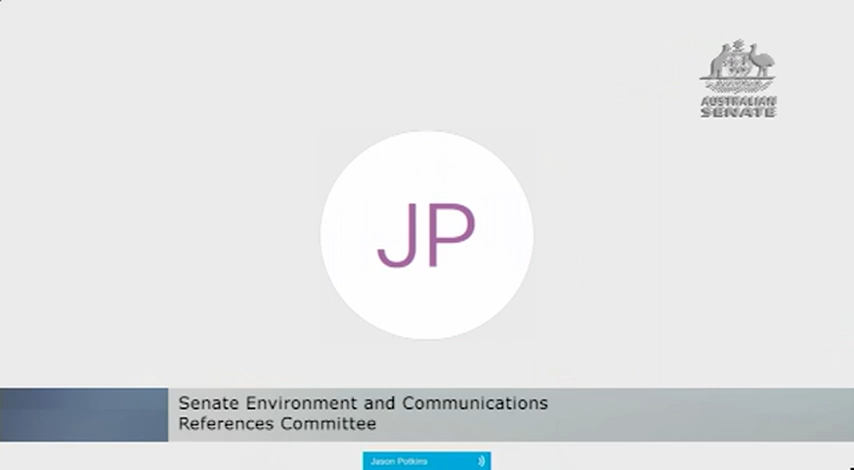 AUSTRALIAN
SENATE
JP
Senate Environment and Communications
References Committee
Jason Potkins